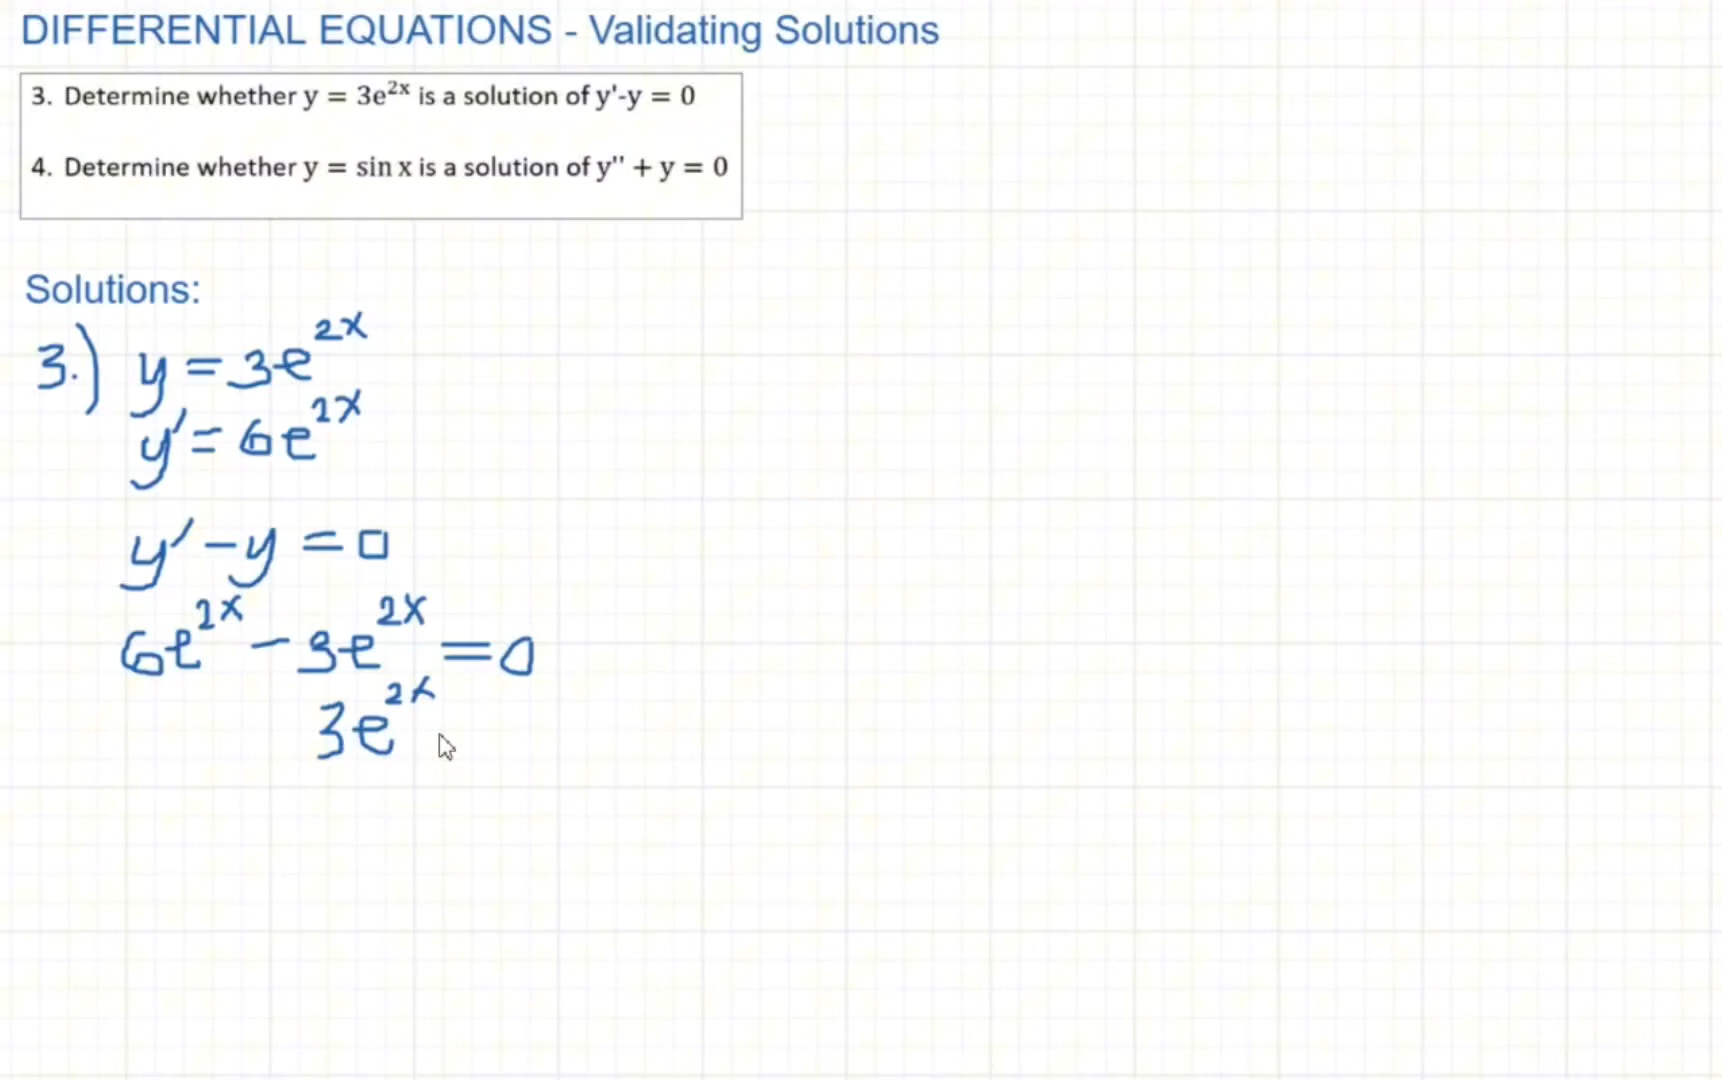 DIFFERENTIAL EQUATIONS - Validating Solutions
3. Determine whether y = 3e^{2x} is a solution of y'-y = 0
4. Determine whether y = sin x is a solution of y'' + y = 0
Solutions:
3.) y = 3e^{2x}
y' = 6e^{2x}
y' - y = 0
6e^{2x} - 3e^{2x} = 0
3e^{2x}